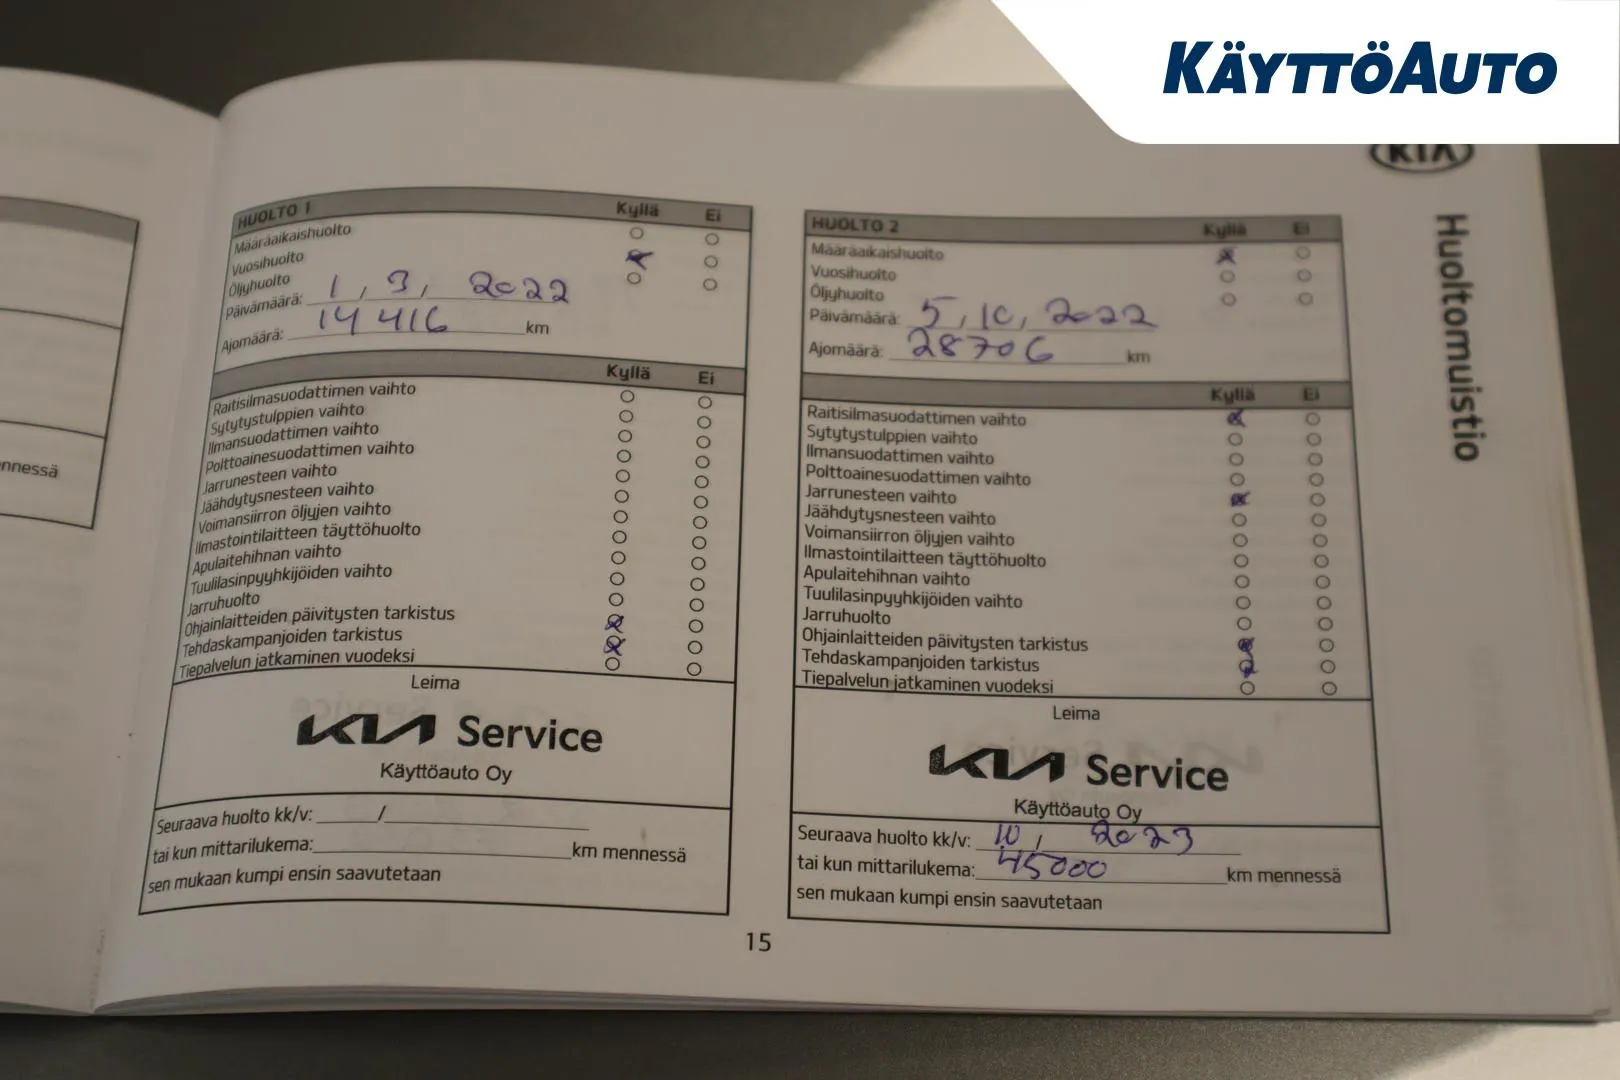 KÄYTTÖAUTO
KIA
Huoltomuistio
nnessä
HUOLTO 1 Kyllä Ei
Määräaikaishuolto
Vuosihuolto
Öljyhuolto
Päivämäärä: 1, 3, 2022
Ajomäärä: 14 416 km
Kyllä Ei
Raitisilmasuodattimen vaihto
Sytytystulppien vaihto
Ilmansuodattimen vaihto
Polttoainesuodattimen vaihto
Jarrunesteen vaihto
Jäähdytysnesteen vaihto
Voimansiirron öljyjen vaihto
Ilmastointilaitteen täyttöhuolto
Apulaitehihnan vaihto
Tuulilasinpyyhkijöiden vaihto
Jarruhuolto
Ohjainlaitteiden päivitysten tarkistus
Tehdaskampanjoiden tarkistus
Tiepalvelun jatkaminen vuodeksi
Leima
KIA Service
Käyttöauto Oy
Seuraava huolto kk/v: /
tai kun mittarilukema: km mennessä
sen mukaan kumpi ensin saavutetaan
HUOLTO 2 Kyllä Ei
Määräaikaishuolto
Vuosihuolto
Öljyhuolto
Päivämäärä: 5, 10, 2022
Ajomäärä: 28706 km
Kyllä Ei
Raitisilmasuodattimen vaihto
Sytytystulppien vaihto
Ilmansuodattimen vaihto
Polttoainesuodattimen vaihto
Jarrunesteen vaihto
Jäähdytysnesteen vaihto
Voimansiirron öljyjen vaihto
Ilmastointilaitteen täyttöhuolto
Apulaitehihnan vaihto
Tuulilasinpyyhkijöiden vaihto
Jarruhuolto
Ohjainlaitteiden päivitysten tarkistus
Tehdaskampanjoiden tarkistus
Tiepalvelun jatkaminen vuodeksi
Leima
KIA Service
Käyttöauto Oy
Seuraava huolto kk/v: 10 / 2023
tai kun mittarilukema: 45000 km mennessä
sen mukaan kumpi ensin saavutetaan
15